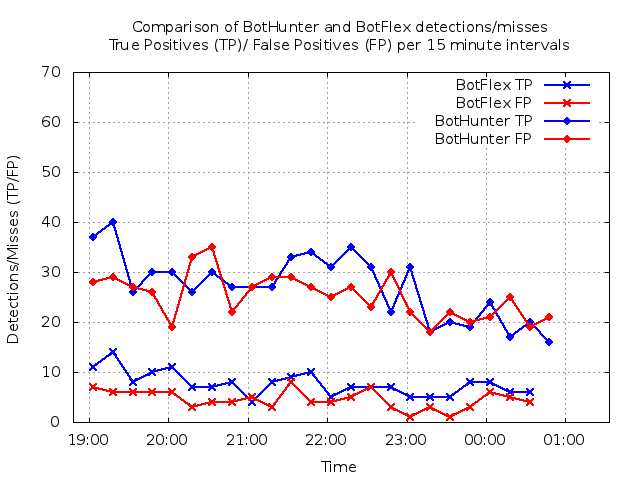 Comparison of BotHunter and BotFlex detections/misses
True Positives (TP)/ False Positives (FP) per 15 minute intervals
70
60
50
40
30
20
10
0
Detections/Misses (TP/FP)
BotFlex TP
BotFlex FP
BotHunter TP
BotHunter FP
19:00 20:00 21:00 22:00 23:00 00:00 01:00
Time